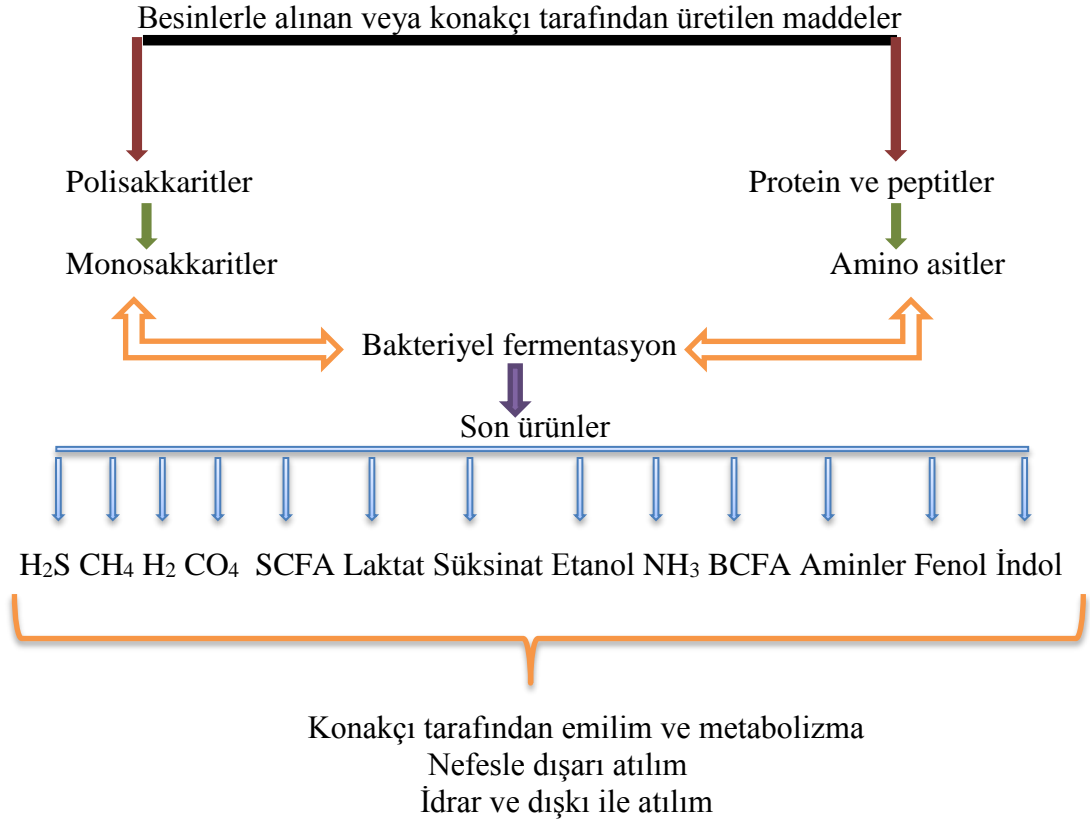 Besinlerle alınan veya konakçı tarafından üretilen maddeler
Polisakkaritler Protein ve peptitler
Monosakkaritler Amino asitler
Bakteriyel fermentasyon
Son ürünler
H₂S CH₄ H₂ CO₄ SCFA Laktat Süksinat Etanol NH₃ BCFA Aminler Fenol İndol
Konakçı tarafından emilim ve metabolizma
Nefesle dışarı atılım
İdrar ve dışkı ile atılım